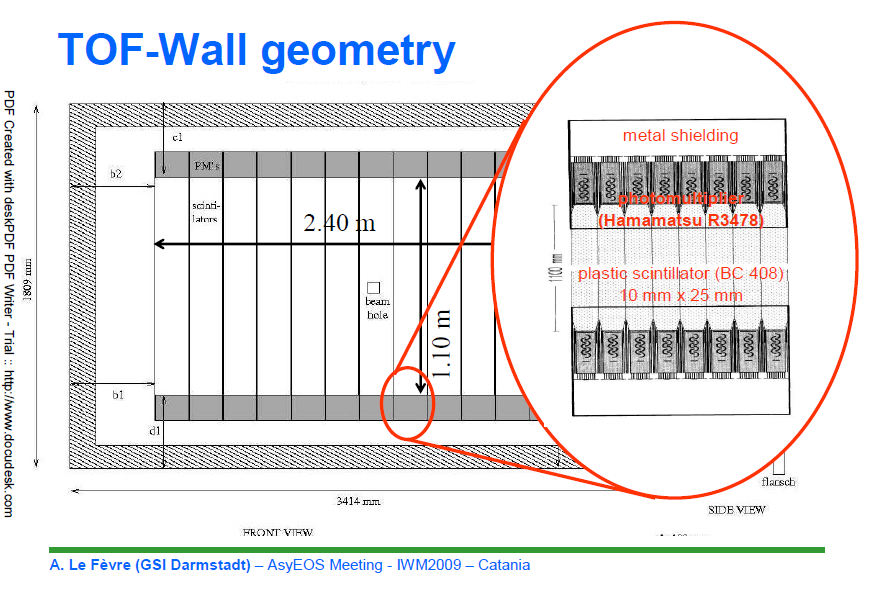 TOF-Wall geometry
PDF Created with deskPDF PDF Writer - Trial :: http://www.docudesk.com
1809 mm
c1
b2
PM's
scinti-
lators
2.40 m
beam
hole
1.10 m
b1
d1
3414 mm
FRONT VIEW
metal shielding
photomultiplier
(Hamamatsu R3478)
1100 mm
plastic scintillator (BC 408)
10 mm x 25 mm
flansch
SIDE VIEW
A. Le Fèvre (GSI Darmstadt) – AsyEOS Meeting - IWM2009 – Catania